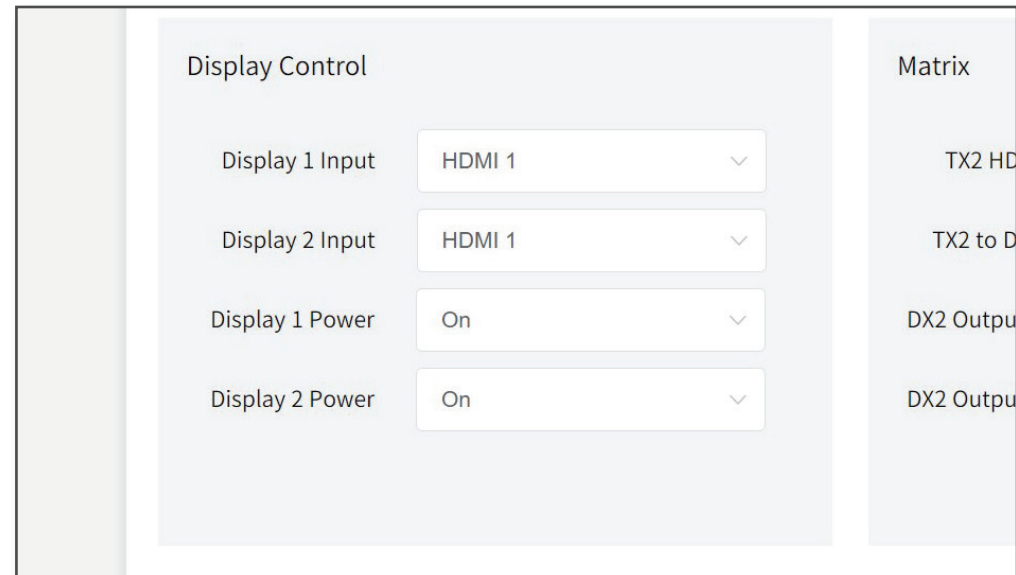 Display Control
Display 1 Input HDMI 1
Display 2 Input HDMI 1
Display 1 Power On
Display 2 Power On
Matrix
TX2 HD
TX2 to D
DX2 Outpu
DX2 Outpu